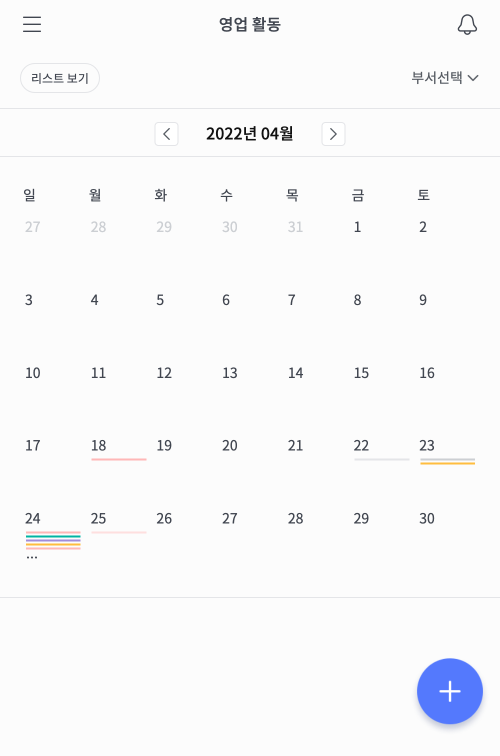 영업 활동
리스트 보기
부서선택
2022년 04월
일 월 화 수 목 금 토
27 28 29 30 31 1 2
3 4 5 6 7 8 9
10 11 12 13 14 15 16
17 18 19 20 21 22 23
24 25 26 27 28 29 30
...